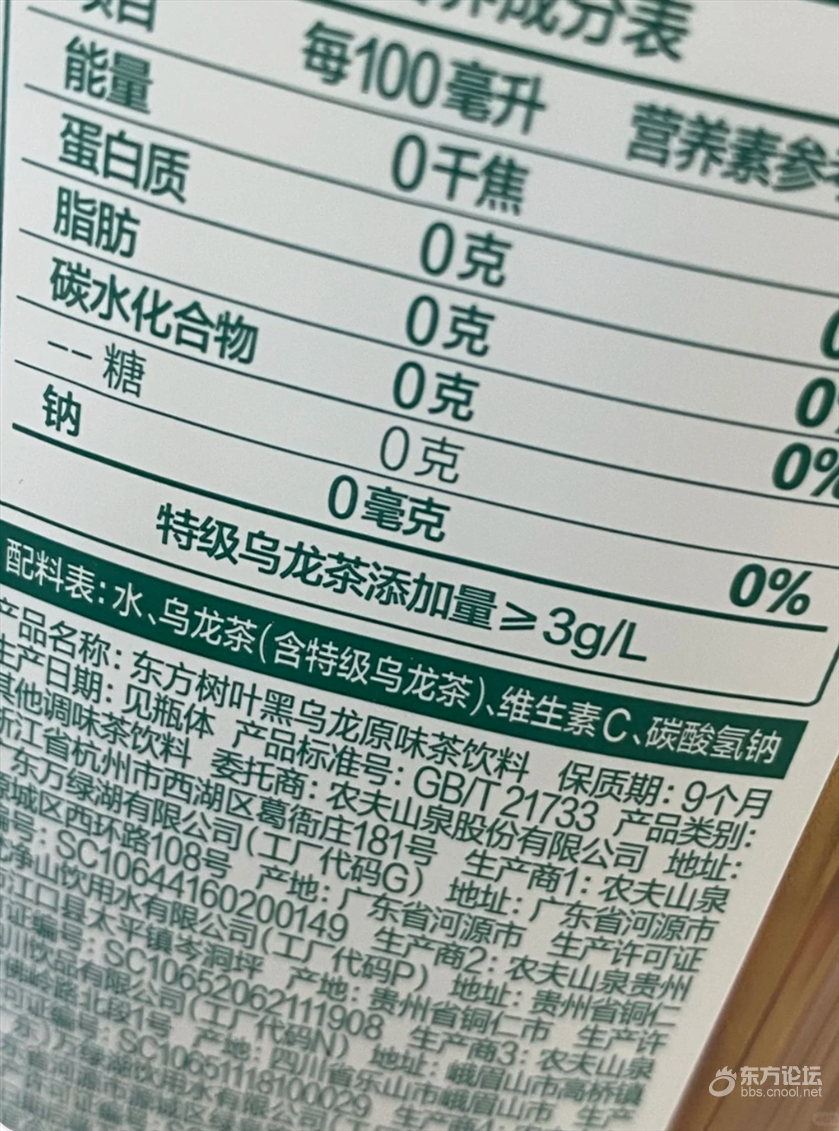 营养成分表
项目 每100毫升 营养素参考
能量 0千焦
蛋白质 0克
脂肪 0克
碳水化合物 0克
--糖 0克
钠 0毫克 0%
特级乌龙茶添加量≥3g/L
配料表：水、乌龙茶（含特级乌龙茶）、维生素C、碳酸氢钠
产品名称：东方树叶黑乌龙原味茶饮料 保质期：9个月
生产日期：见瓶体 产品标准号：GB/T 21733 产品类别：
其他调味茶饮料 委托商：农夫山泉股份有限公司 地址：
浙江省杭州市西湖区葛衙庄181号 生产商1：农夫山泉
广东万绿湖有限公司（工厂代码G） 地址：广东省河源市
源城区西环路108号 产地：广东省河源市 生产许可证
编号：SC10644160200149 生产商2：农夫山泉贵州
梵净山饮用水有限公司（工厂代码P） 地址：贵州省铜仁
市江口县太平镇岑洞坪 产地：贵州省铜仁市 生产许
可证编号：SC10652062111908 生产商3：农夫山泉
四川饮品有限公司（工厂代码N） 地址：峨眉山市高桥镇
佛岭路北段1号 产地：四川省 峨眉山市 生产
许可证编号：
东方论坛
bbs.cnool.net